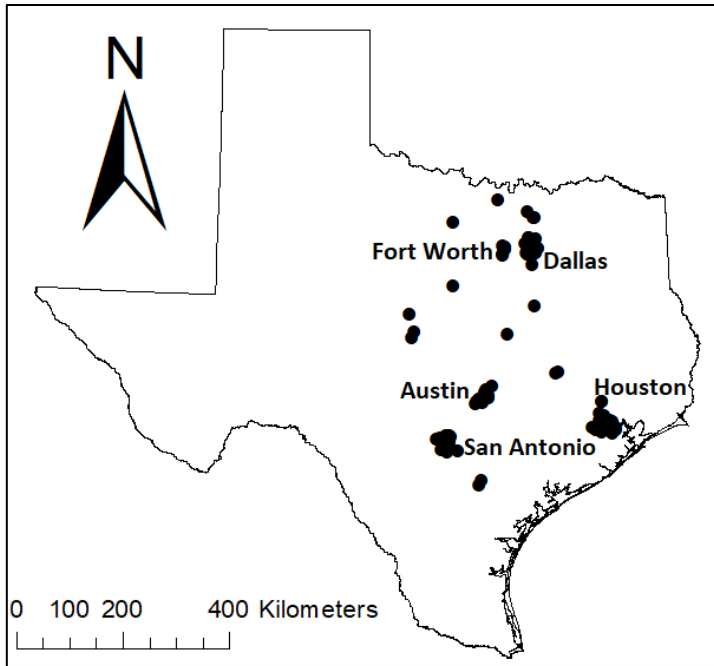 N
Fort Worth
Dallas
Austin
Houston
San Antonio
0 100 200 400 Kilometers